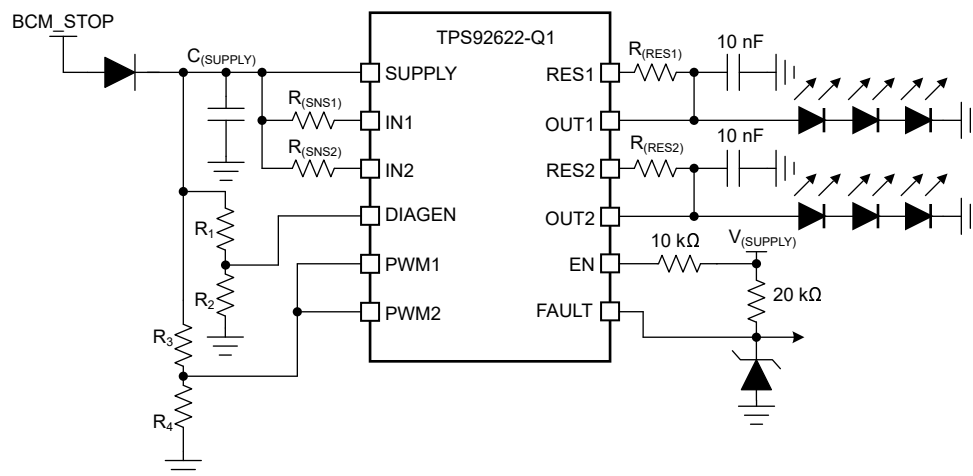 BCM_STOP
C(SUPPLY)
TPS92622-Q1
SUPPLY
R(SNS1)
IN1
R(SNS2)
IN2
DIAGEN
R1
PWM1
R2
PWM2
R3
R4
RES1
R(RES1)
10 nF
OUT1
RES2
R(RES2)
10 nF
OUT2
10 kΩ
V(SUPPLY)
EN
20 kΩ
FAULT